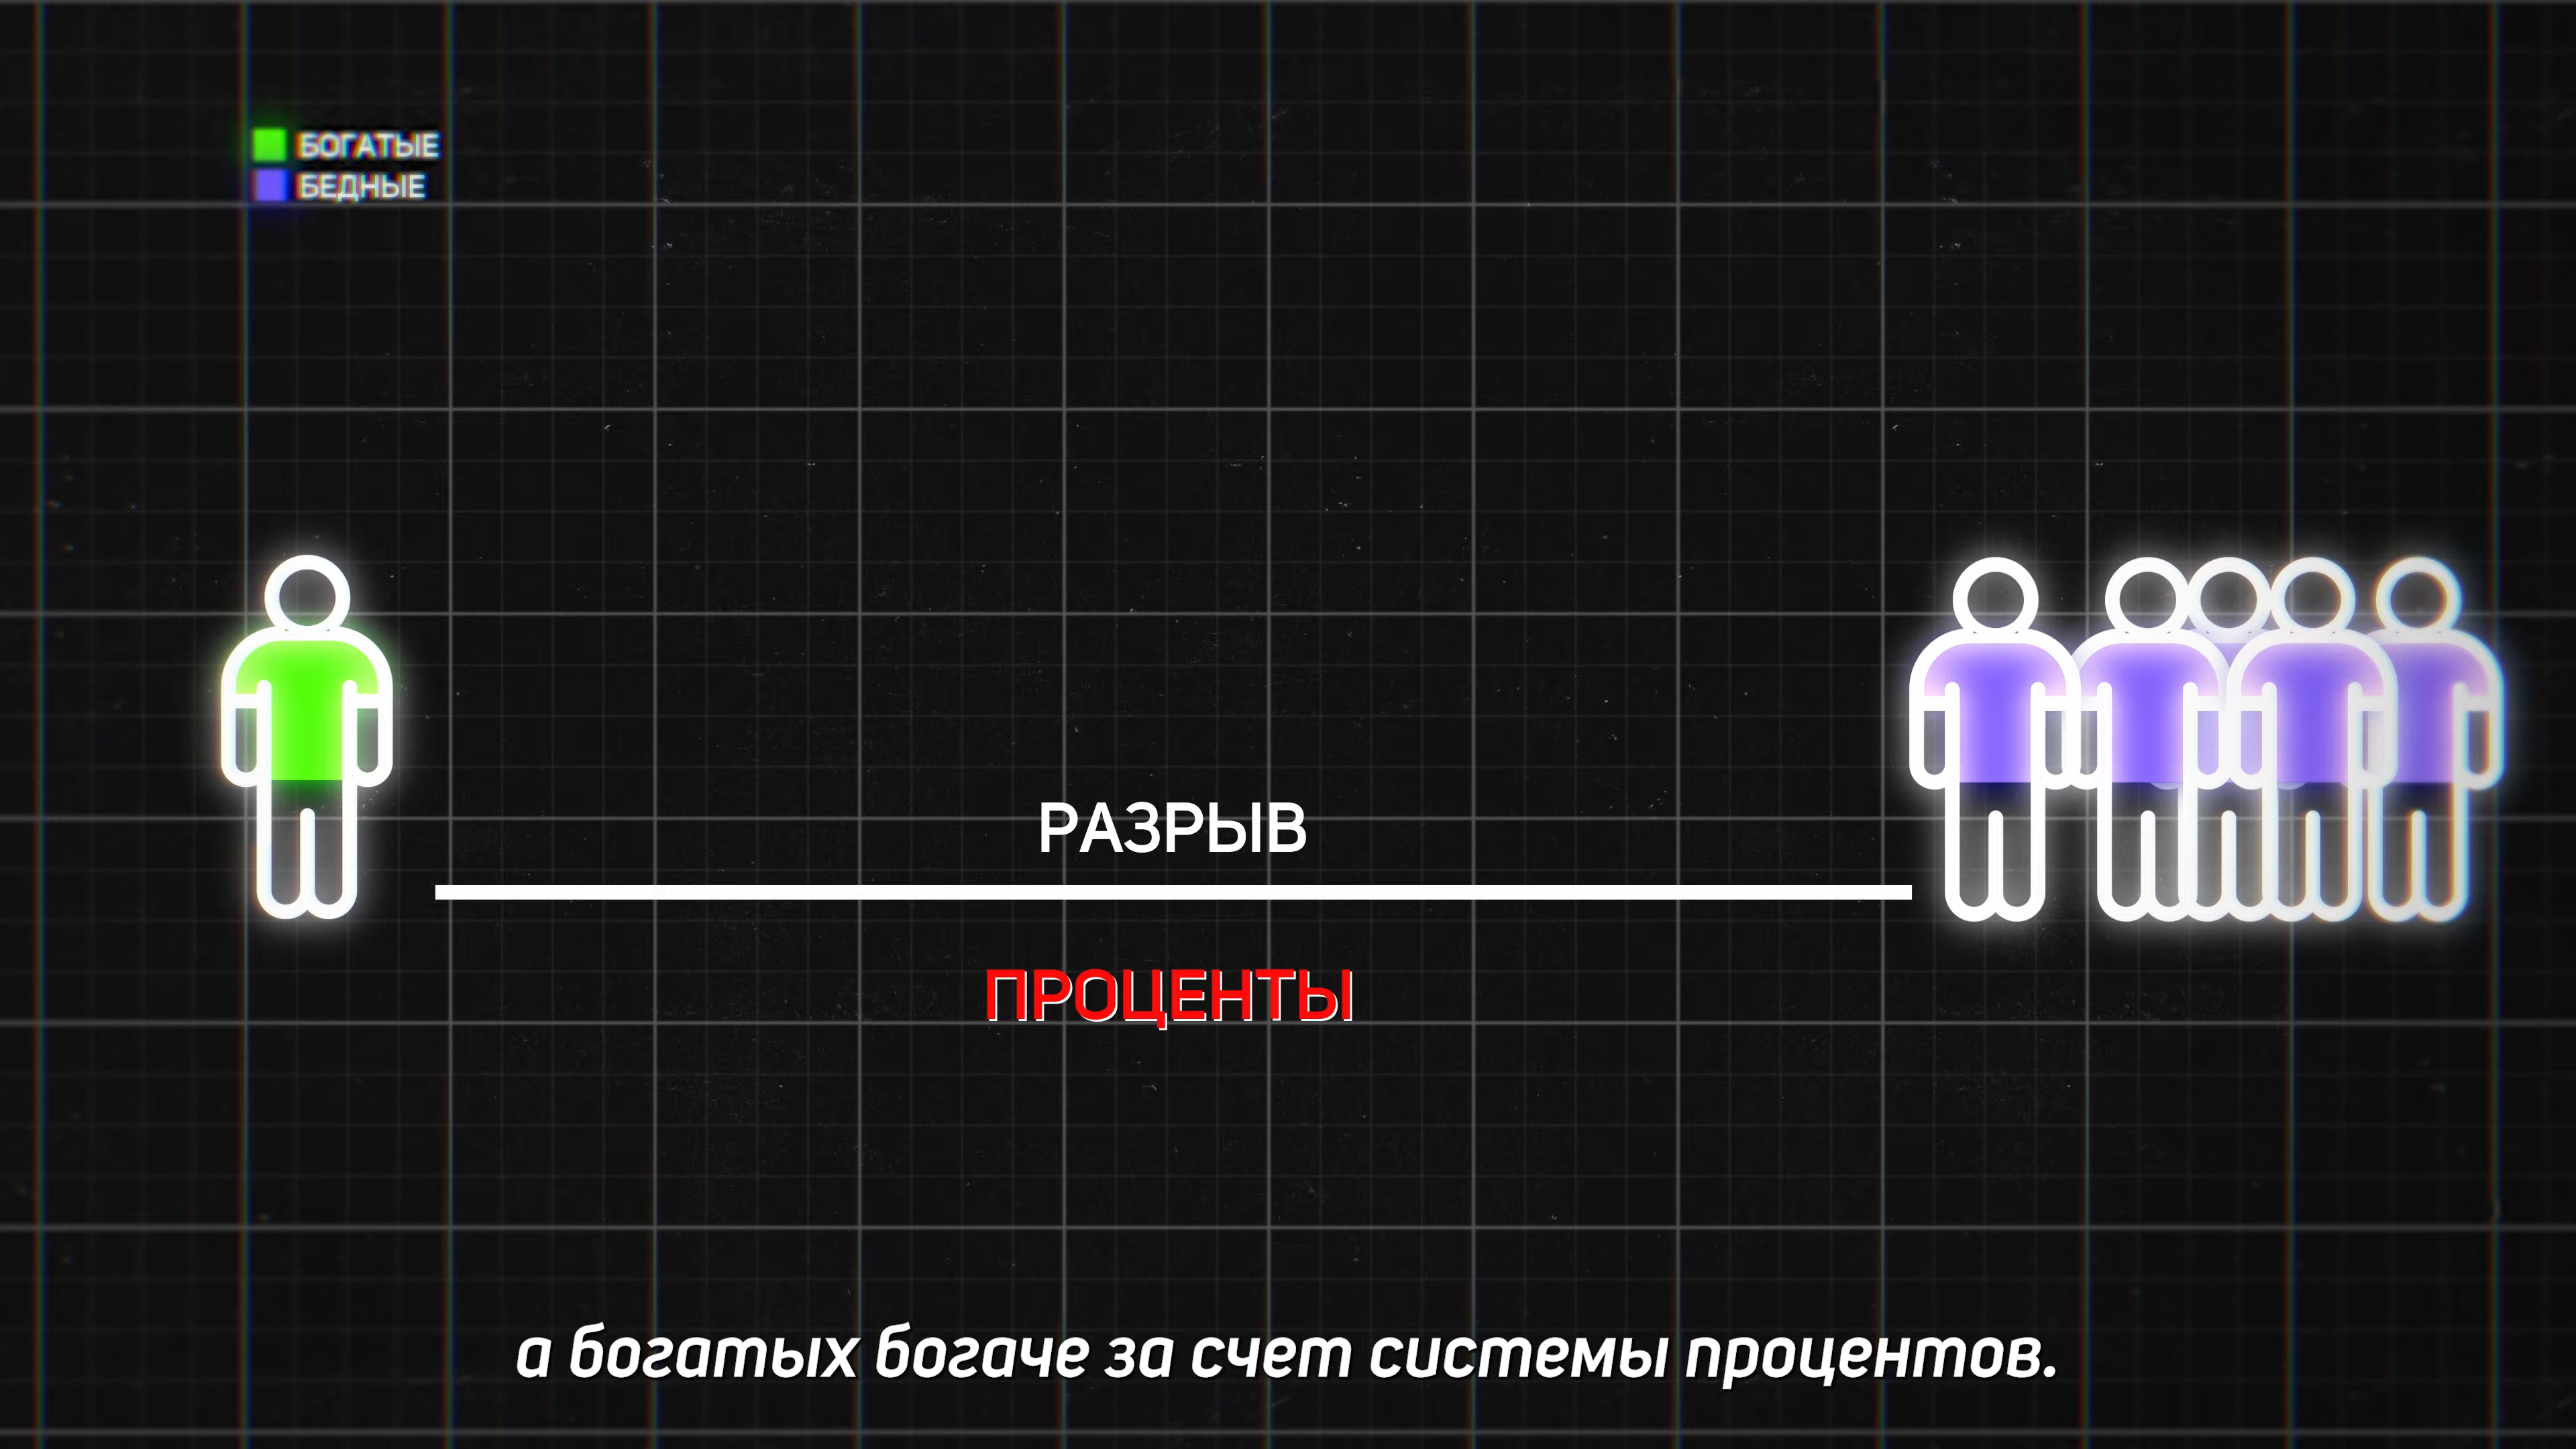 БОГАТЫЕ
БЕДНЫЕ
РАЗРЫВ
ПРОЦЕНТЫ
а богатых богаче за счет системы процентов.